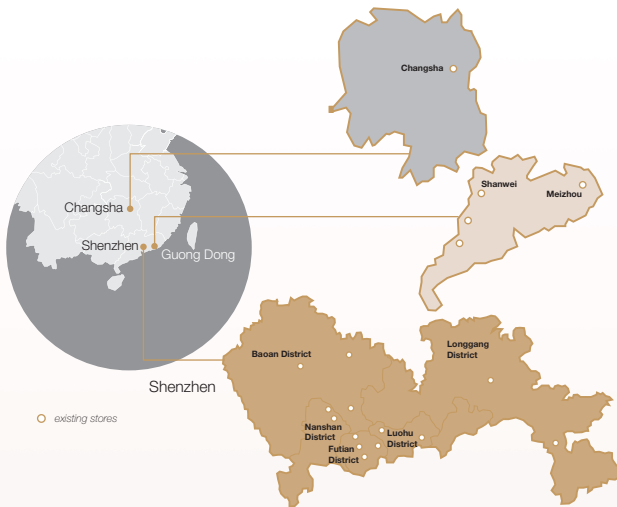 Changsha
Shanwei
Meizhou
Changsha
Shenzhen
Guong Dong
Baoan District
Longgang
District
Shenzhen
existing stores
Nanshan
District
Luohu
District
Futian
District